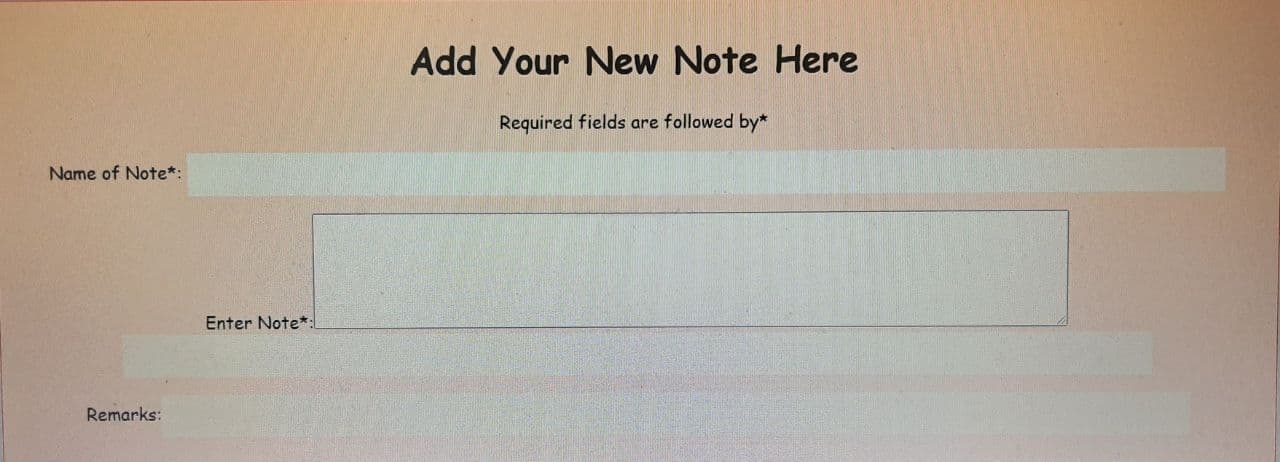 Add Your New Note Here
Required fields are followed by*
Name of Note*:
Enter Note*:
Remarks: